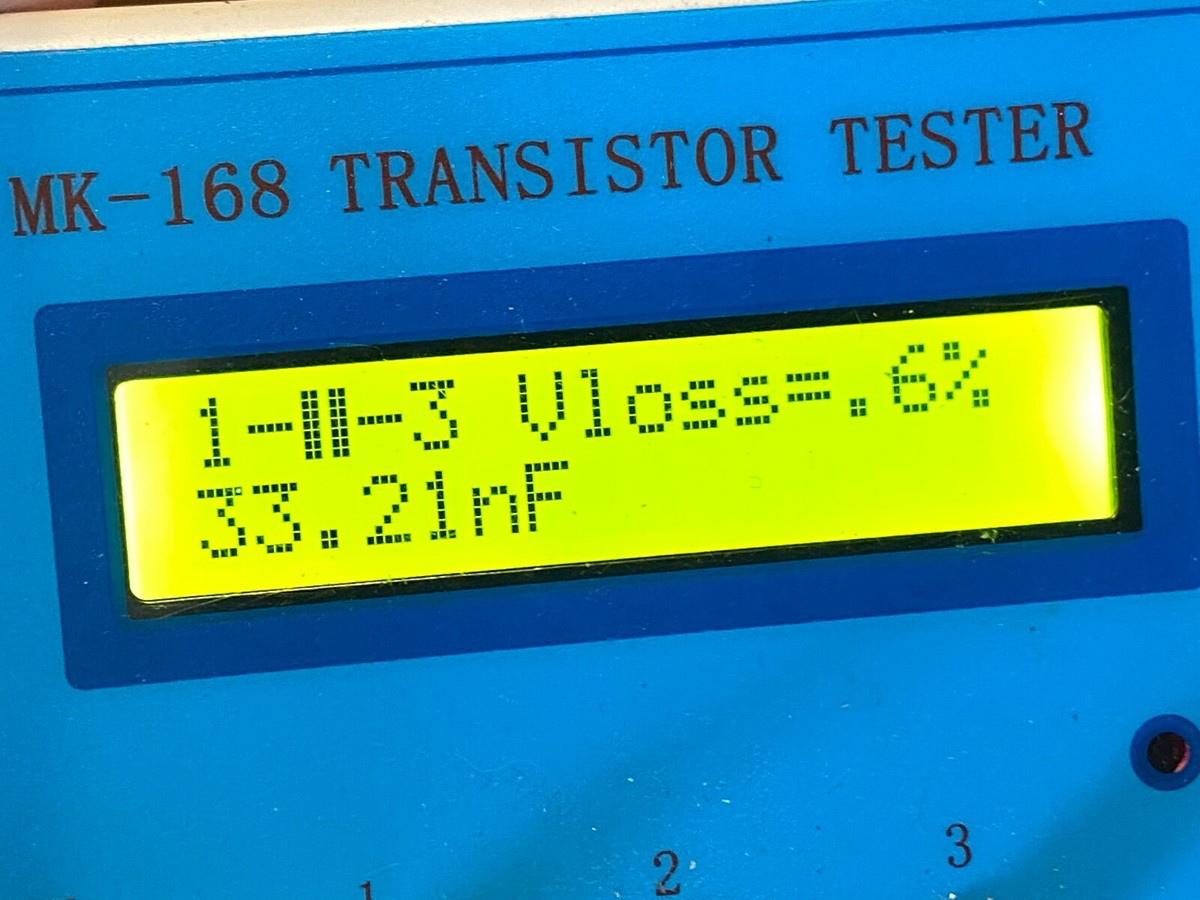 MK-168 TRANSISTOR TESTER
1-||-3 Vloss=.6%
33.21nF
1 2 3